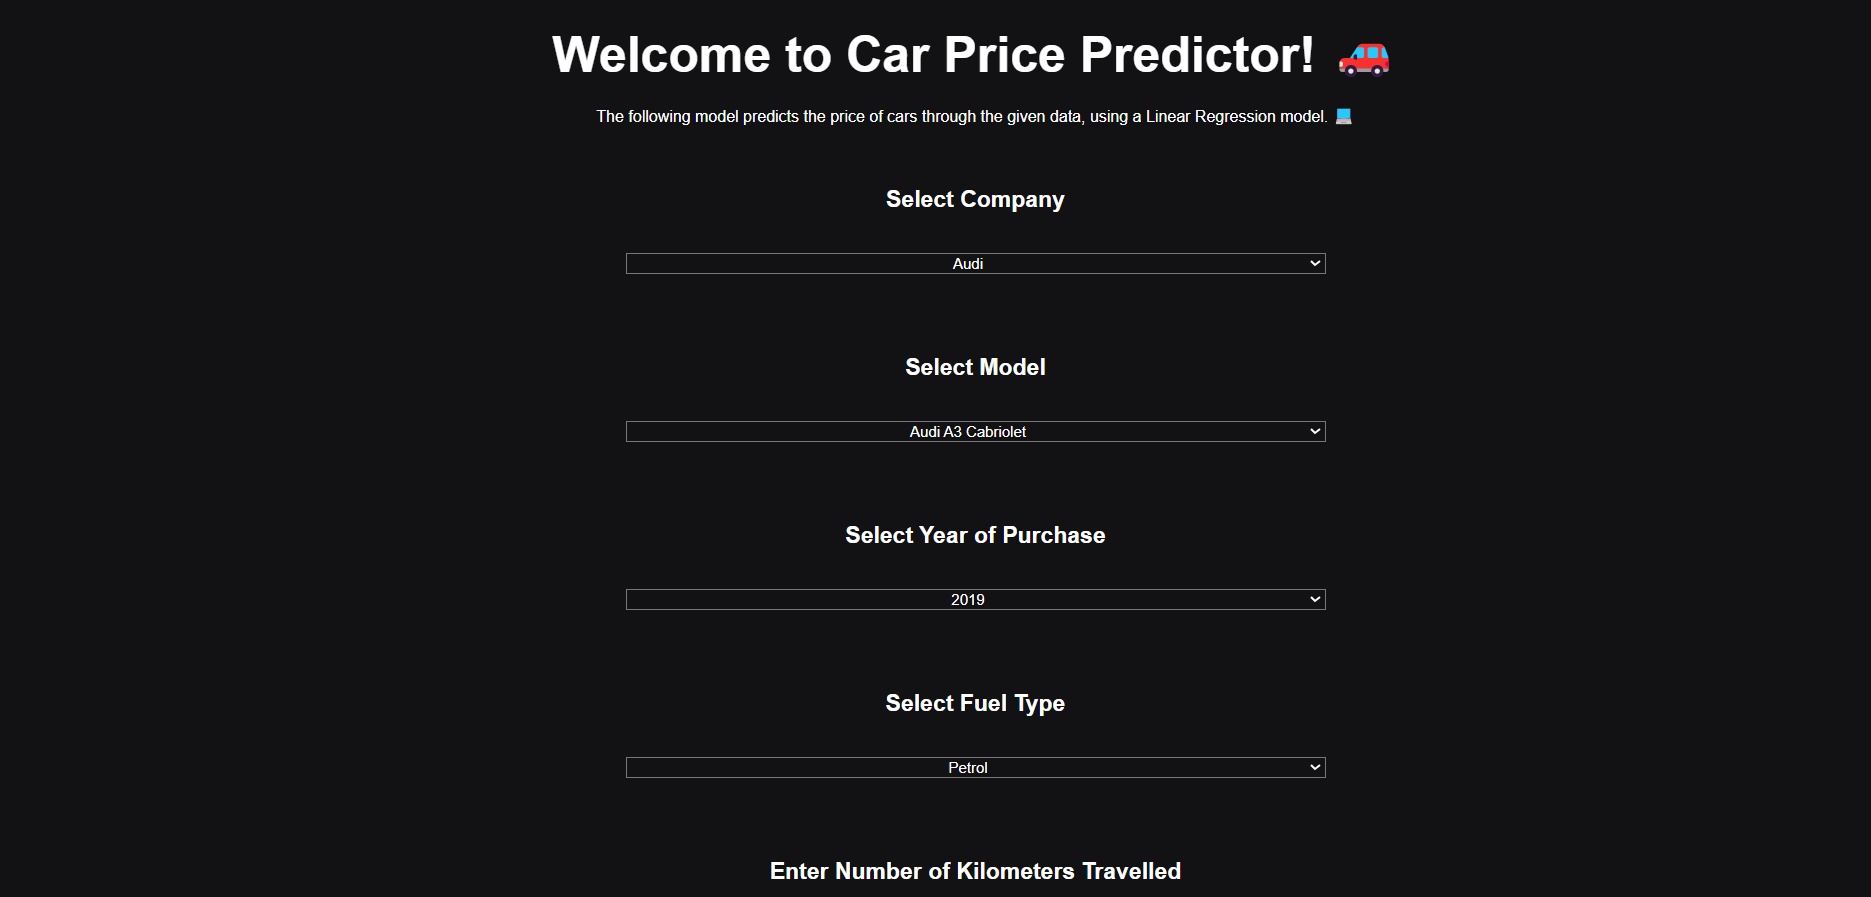 Welcome to Car Price Predictor! 🚗
The following model predicts the price of cars through the given data, using a Linear Regression model. 💻
Select Company
Audi
Select Model
Audi A3 Cabriolet
Select Year of Purchase
2019
Select Fuel Type
Petrol
Enter Number of Kilometers Travelled